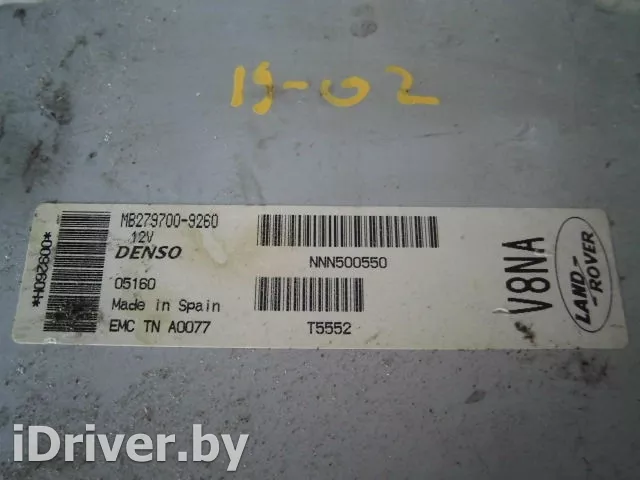 19-02
MB279700-9260
12V
DENSO
05160
Made in Spain
EMC TN A0077
*H0926000*
NNN500550
T5552
V8NA
LAND-
-ROVER
iDriver.by